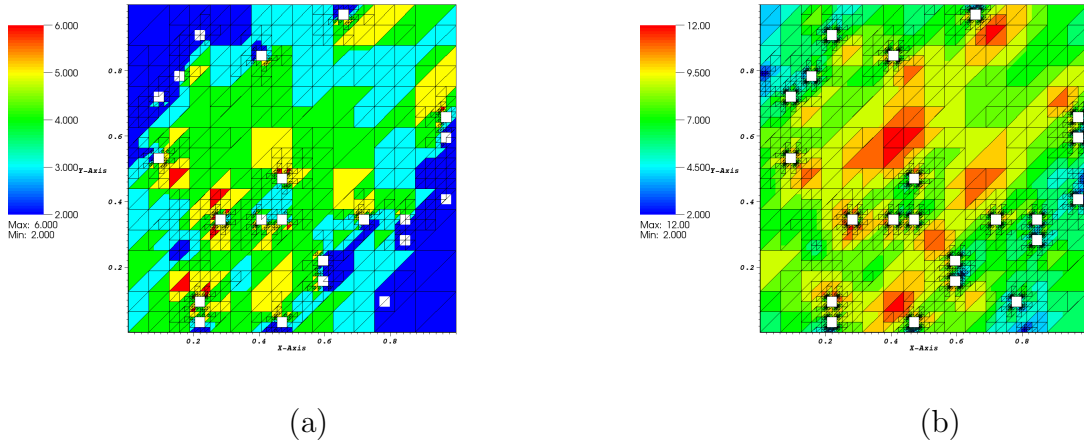 6.000
5.000
4.000
3.000
2.000
Max: 6.000
Min: 2.000
0.8
0.6
Y-Axis
0.4
0.2
0.2 0.4 0.6 0.8
X-Axis
(a)
12.00
9.500
7.000
4.500
2.000
Max: 12.00
Min: 2.000
0.8
0.6
Y-Axis
0.4
0.2
0.2 0.4 0.6 0.8
X-Axis
(b)